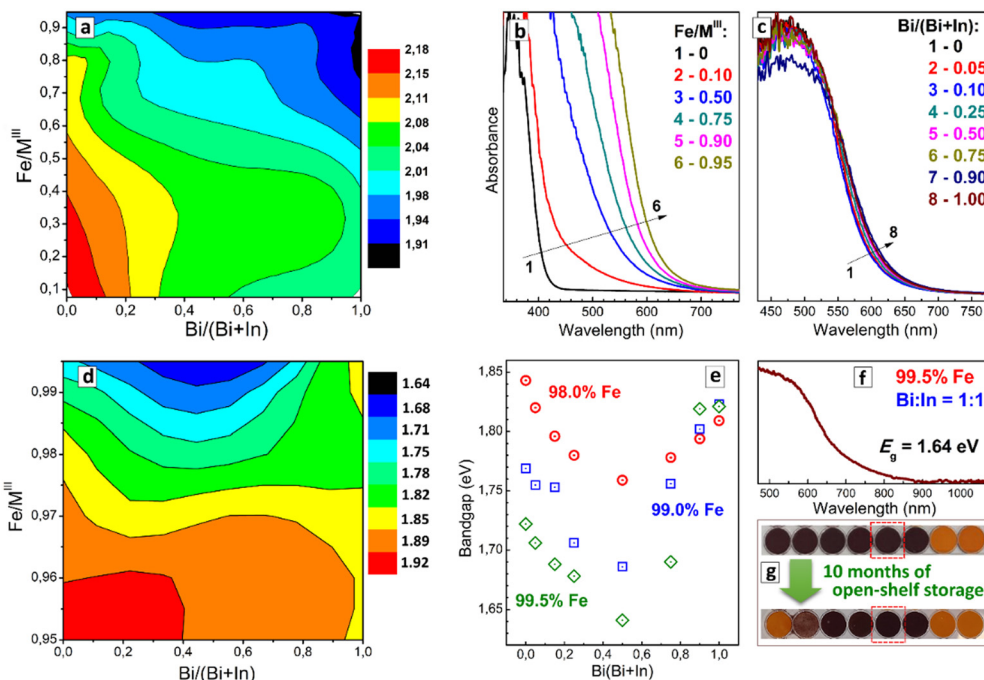 a
Fe/M^III
0,9
0,8
0,7
0,6
0,5
0,4
0,3
0,2
0,1
0,0
0,2
0,4
0,6
0,8
1,0
Bi/(Bi+In)
2,18
2,15
2,11
2,08
2,04
2,01
1,98
1,94
1,91
b
Absorbance
Fe/M^III:
1 - 0
2 - 0.10
3 - 0.50
4 - 0.75
5 - 0.90
6 - 0.95
6
1
400
500
600
700
Wavelength (nm)
c
Bi/(Bi+In):
1 - 0
2 - 0.05
3 - 0.10
4 - 0.25
5 - 0.50
6 - 0.75
7 - 0.90
8 - 1.00
8
1
450
500
550
600
650
700
750
Wavelength (nm)
d
Fe/M^III
0,99
0,98
0,97
0,96
0,95
0,0
0,2
0,4
0,6
0,8
1,0
Bi/(Bi+In)
1.64
1.68
1.71
1.75
1.78
1.82
1.85
1.89
1.92
e
Bandgap (eV)
1,85
1,80
1,75
1,70
1,65
98.0% Fe
99.0% Fe
99.5% Fe
0,0
0,2
0,4
0,6
0,8
1,0
Bi(Bi+In)
f
99.5% Fe
Bi:In = 1:1
Eg = 1.64 eV
500
600
700
800
900
1000
Wavelength (nm)
g
10 months of
open-shelf storage